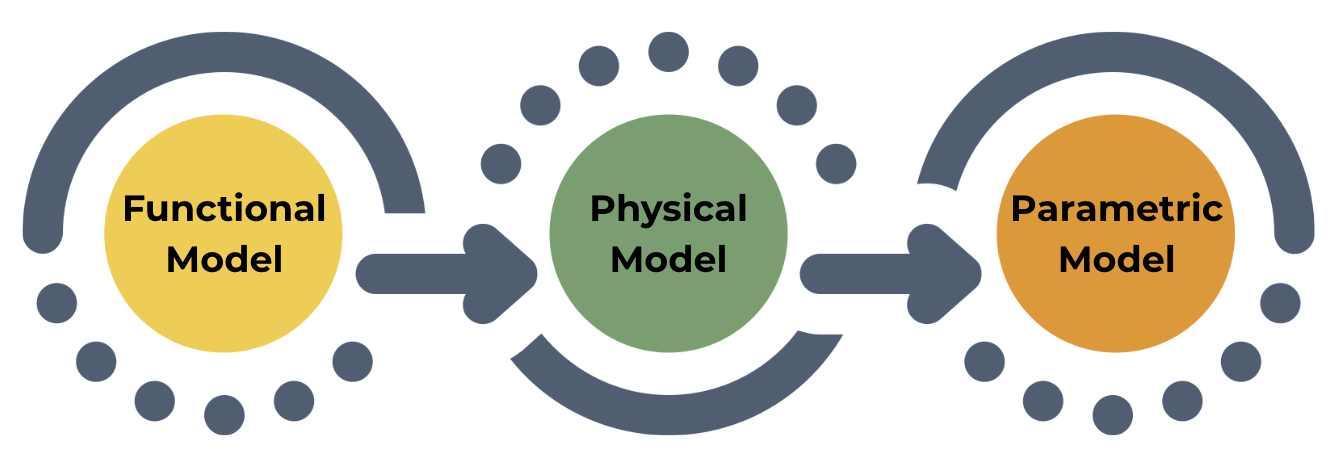 Functional
Model
Physical
Model
Parametric
Model